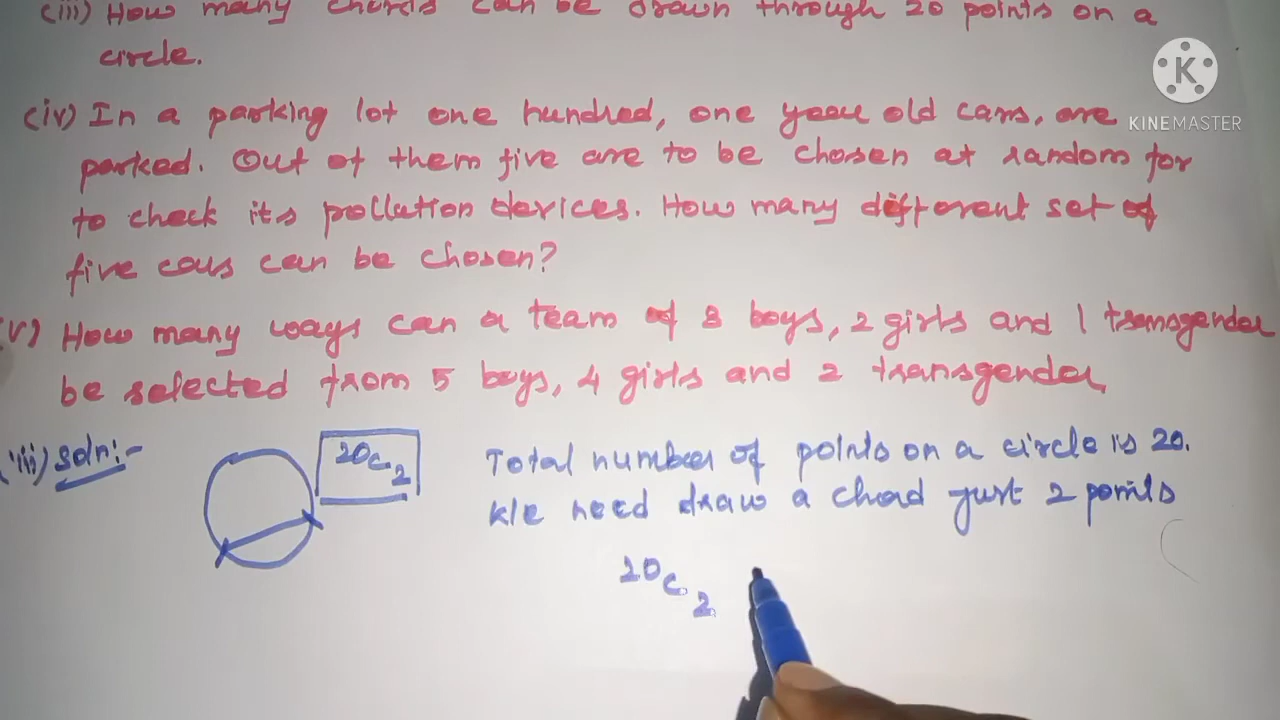 (iii) How many chords can be drawn through 20 points on a
circle.
K
KINEMASTER
(iv) In a parking lot one hundred, one year old cars, are
parked. Out of them five are to be chosen at random for
to check its pollution devices. How many different set of
five cars can be chosen?
(v) How many ways can a team of 3 boys, 2 girls and 1 transgender
be selected from 5 boys, 4 girls and 2 transgender
(iii) Soln:-
20C2
Total number of points on a circle is 20.
We need draw a chord just 2 points
20C2